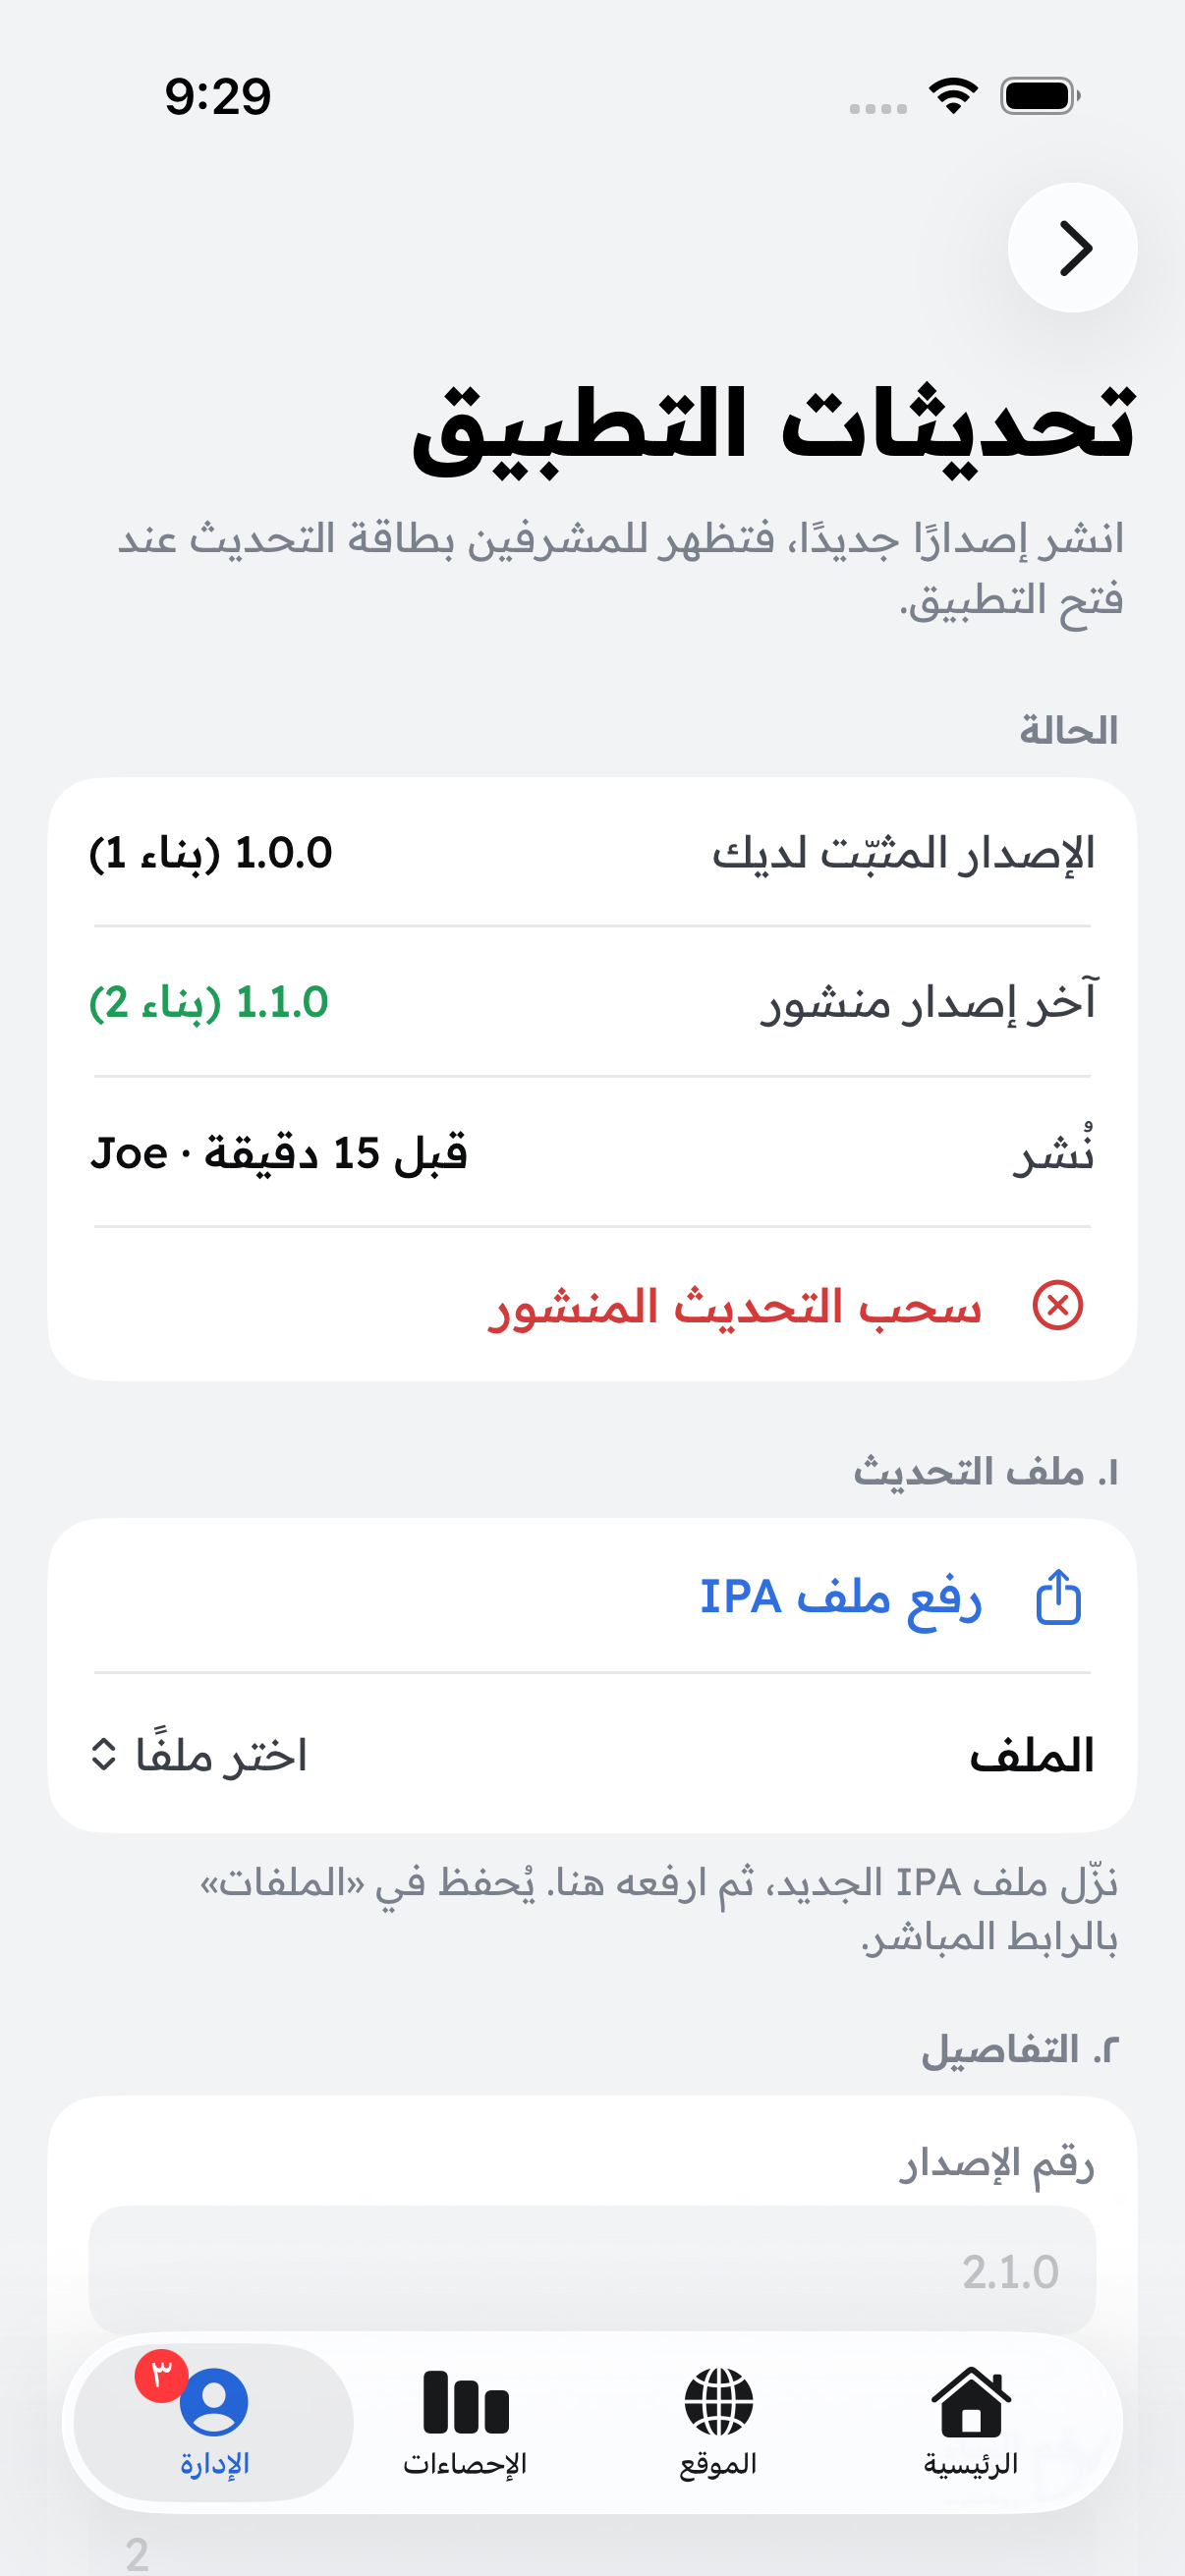 9:29
تحديثات التطبيق
انشر إصدارًا جديدًا، فتظهر للمشرفين بطاقة التحديث عند
فتح التطبيق.
الحالة
الإصدار المثبّت لديك
1.0.0 (بناء 1)
آخر إصدار منشور
1.1.0 (بناء 2)
نُشر
قبل 15 دقيقة · Joe
سحب التحديث المنشور
١. ملف التحديث
رفع ملف IPA
الملف
اختر ملفًا
نزّل ملف IPA الجديد، ثم ارفعه هنا. يُحفظ في «الملفات»
بالرابط المباشر.
٢. التفاصيل
رقم الإصدار
2.1.0
الرئيسية
الموقع
الإحصاءات
٣
الإدارة
2